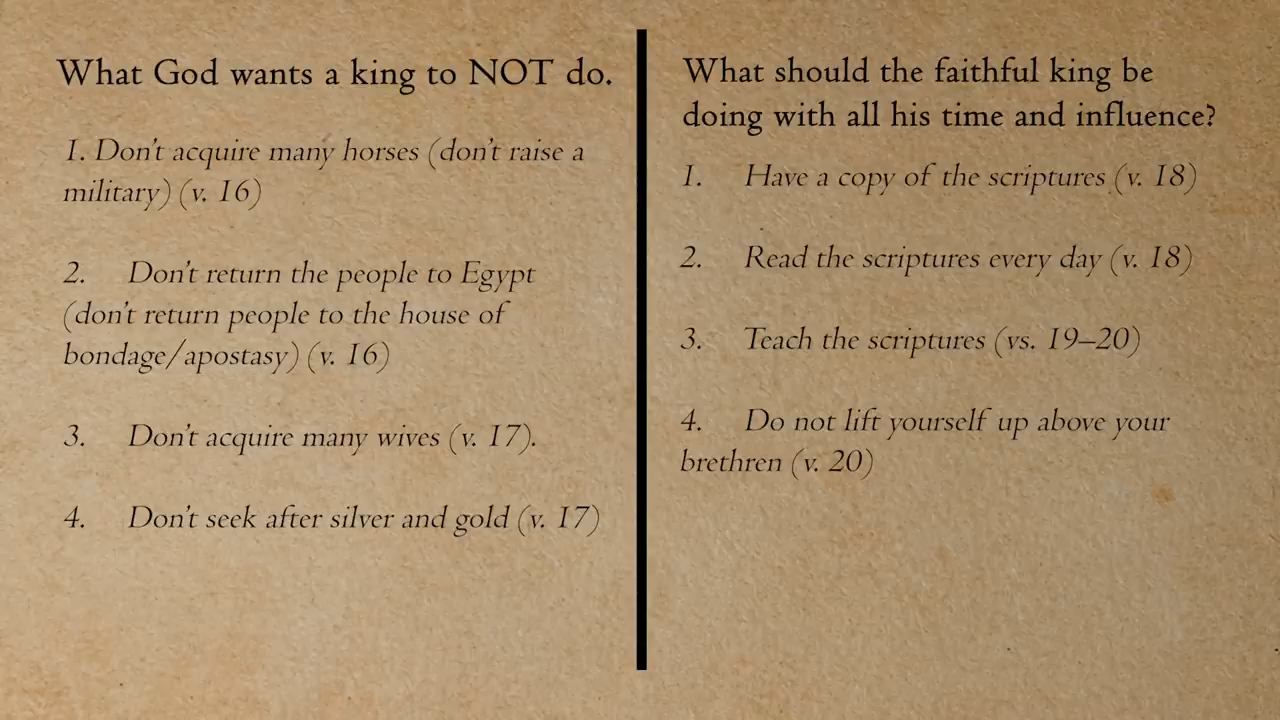 What God wants a king to NOT do.
1. Don't acquire many horses (don't raise a
military) (v. 16)
2. Don't return the people to Egypt
(don't return people to the house of
bondage/apostasy) (v. 16)
3. Don't acquire many wives (v. 17).
4. Don't seek after silver and gold (v. 17)
What should the faithful king be
doing with all his time and influence?
1. Have a copy of the scriptures (v. 18)
2. Read the scriptures every day (v. 18)
3. Teach the scriptures (vs. 19–20)
4. Do not lift yourself up above your
brethren (v. 20)